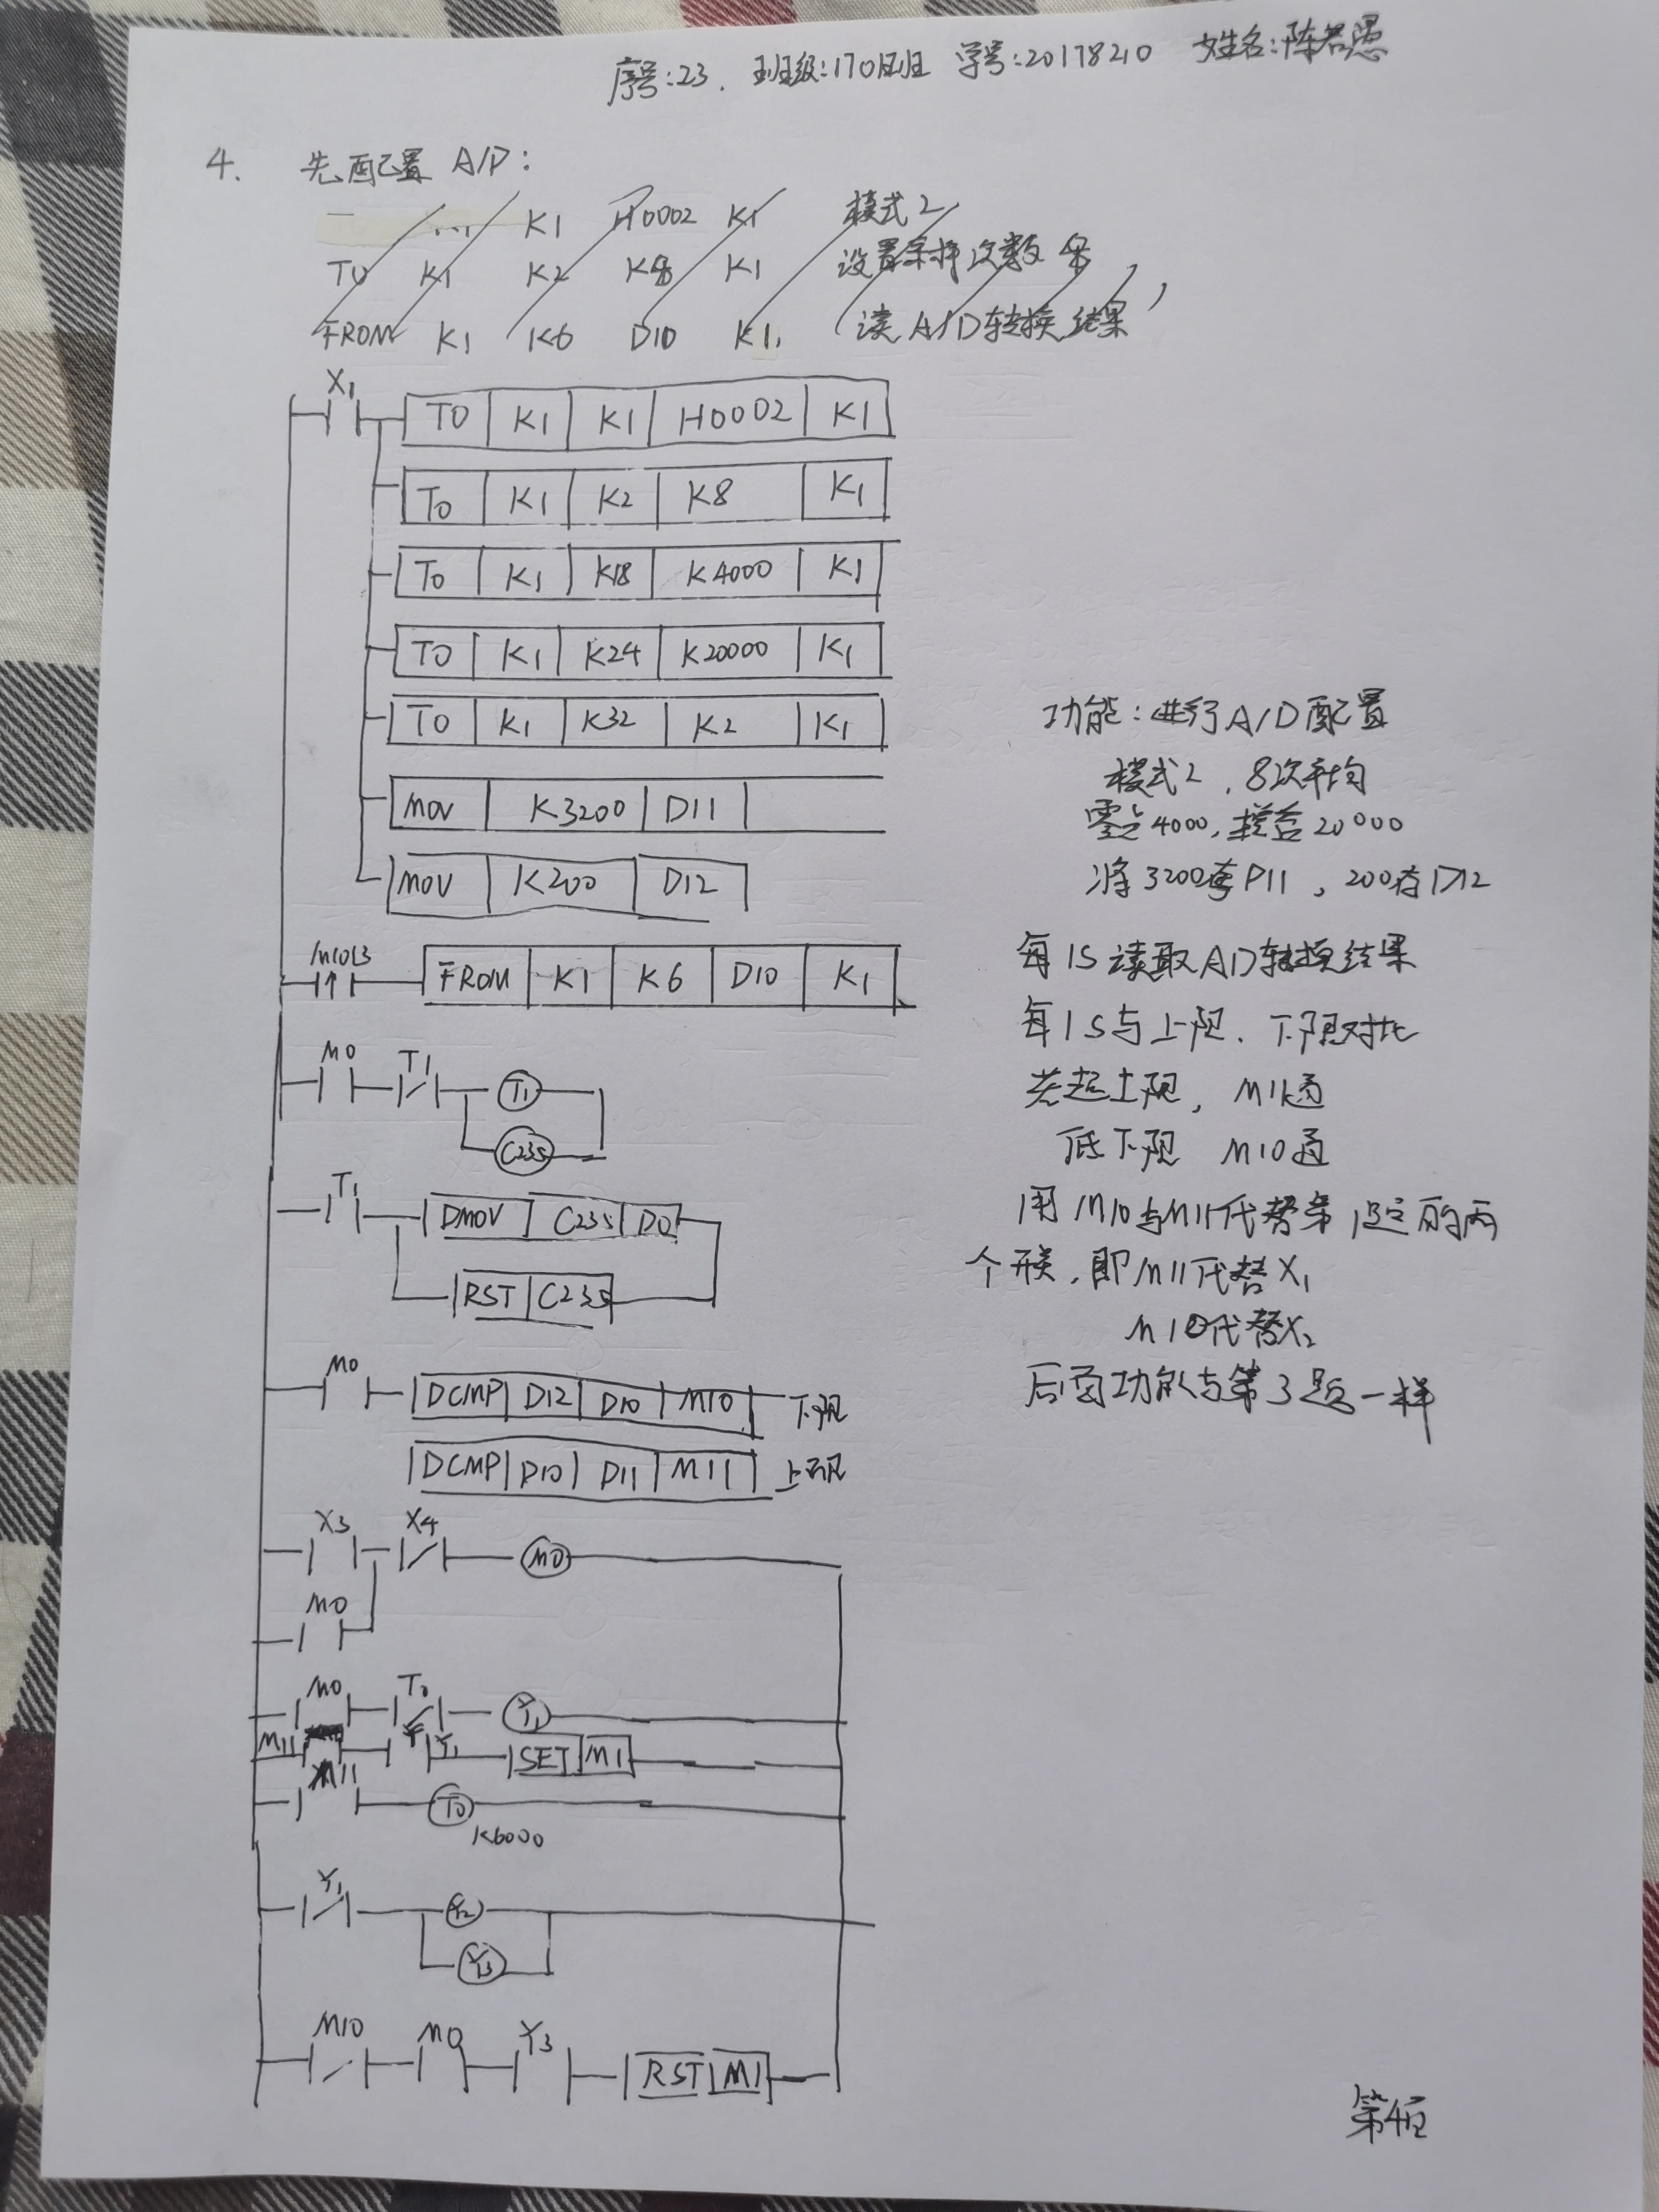 序号:23. 班级:170班 学号:20178210 姓名:陈若愚
4. 先配置 A/D:
K1 H0002 K1 模式2
TO K1 K2 K8 K1 设置采样次数
FROM K1 K6 D10 K1 读A/D转换结果,
X1
TO K1 K1 H0002 K1
TO K1 K2 K8 K1
TO K1 K18 K4000 K1
TO K1 K24 K20000 K1
TO K1 K32 K2 K1
MOV K3200 D11
MOV K200 D12
功能:进行A/D配置
模式2,8次平均
零点4000,增益20000
将3200存D11,200存D12
M1013
FROM K1 K6 D10 K1
每1S读取A/D转换结果
每1S与上限、下限对比
若超上限,M11通
低下限 M10通
用M10与M11代替第1题的两
个开关,即M11代替X1
M10代替X2
后面功能与第3题一样
M0 T1 T1
C235
T1
DMOV C235 D0
RST C235
M0
DCMP D12 D10 M10 下限
DCMP D10 D11 M11 上限
X3 X4 M0
M0
M0 T0 Y1
M11 Y1 SET M1
M11 T0
K6000
Y1 Y2
Y3
M10 M0 Y3 RST M1
第4页